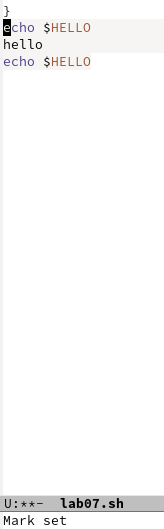 }
echo $HELLO
hello
echo $HELLO
U:**-  lab07.sh
Mark set